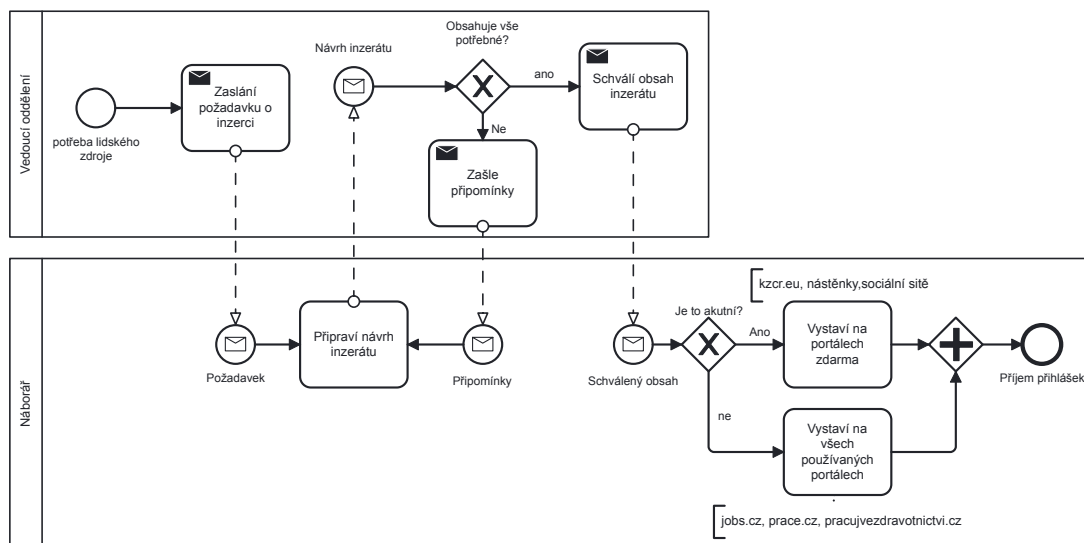 Vedoucí oddělení
potřeba lidského
zdroje
Zaslání
požadavku o
inzerci
Návrh inzerátu
Obsahuje vše
potřebné?
ano
Ne
Schválí obsah
inzerátu
Zašle
připomínky
Náborář
Požadavek
Připraví návrh
inzerátu
Připomínky
Schválený obsah
Je to akutní?
Ano
ne
kzcr.eu, nástěnky,sociální sitě
Vystaví na
portálech
zdarma
Vystaví na
všech
používaných
portálech
jobs.cz, prace.cz, pracujvezdravotnictvi.cz
Příjem přihlášek